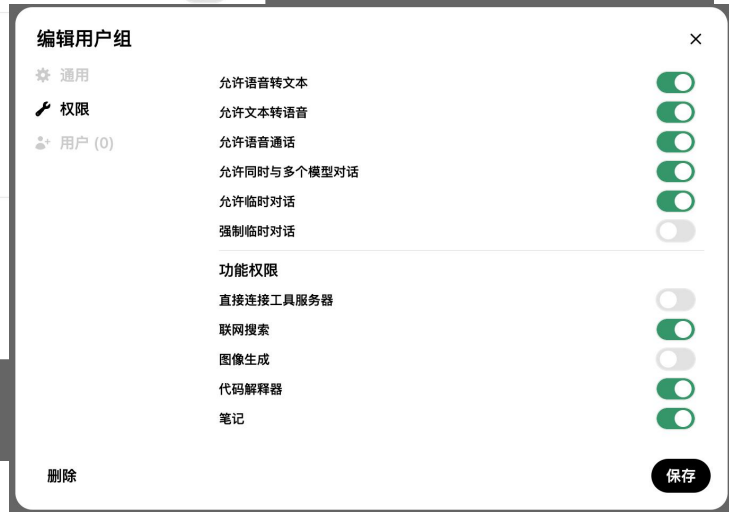 编辑用户组
通用
权限
用户 (0)
允许语音转文本
允许文本转语音
允许语音通话
允许同时与多个模型对话
允许临时对话
强制临时对话
功能权限
直接连接工具服务器
联网搜索
图像生成
代码解释器
笔记
删除
保存